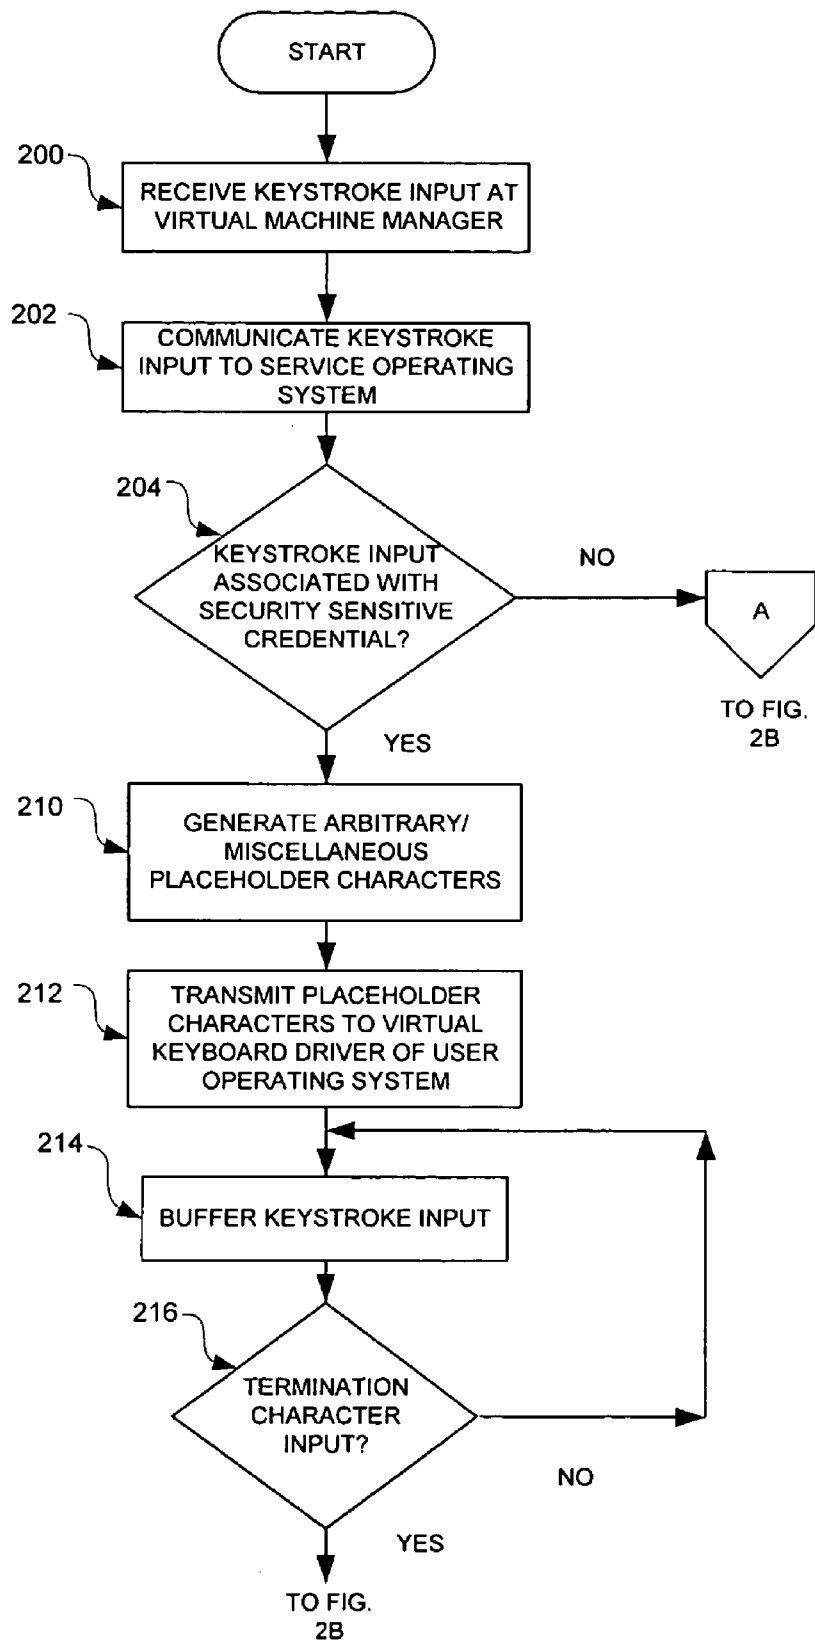 START
200
RECEIVE KEYSTROKE INPUT AT
VIRTUAL MACHINE MANAGER
202
COMMUNICATE KEYSTROKE
INPUT TO SERVICE OPERATING
SYSTEM
204
KEYSTROKE INPUT
ASSOCIATED WITH
SECURITY SENSITIVE
CREDENTIAL?
NO
A
TO FIG.
2B
YES
210
GENERATE ARBITRARY/
MISCELLANEOUS
PLACEHOLDER CHARACTERS
212
TRANSMIT PLACEHOLDER
CHARACTERS TO VIRTUAL
KEYBOARD DRIVER OF USER
OPERATING SYSTEM
214
BUFFER KEYSTROKE INPUT
216
TERMINATION
CHARACTER
INPUT?
NO
YES
TO FIG.
2B